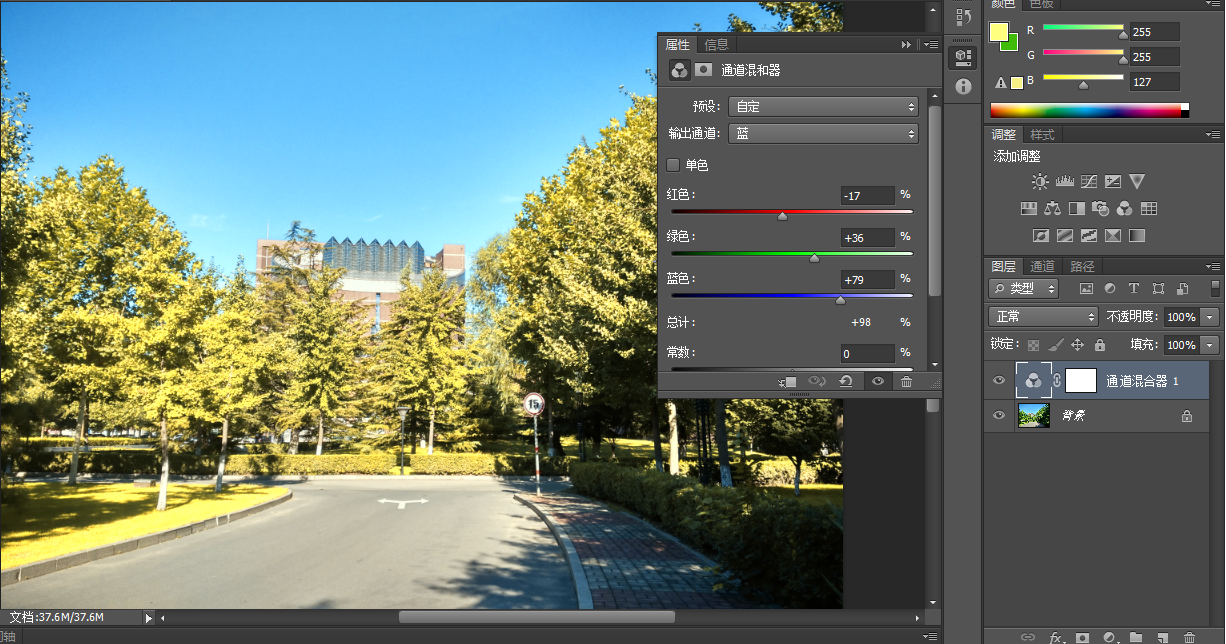 颜色 色板
R 255
G 255
B 127
属性 信息
通道混和器
预设: 自定
输出通道: 蓝
单色
红色: -17 %
绿色: +36 %
蓝色: +79 %
总计: +98 %
常数: 0 %
调整 样式
添加调整
图层 通道 路径
类型
正常 不透明度: 100%
锁定: 填充: 100%
通道混合器 1
背景
15
文档:37.6M/37.6M
fx